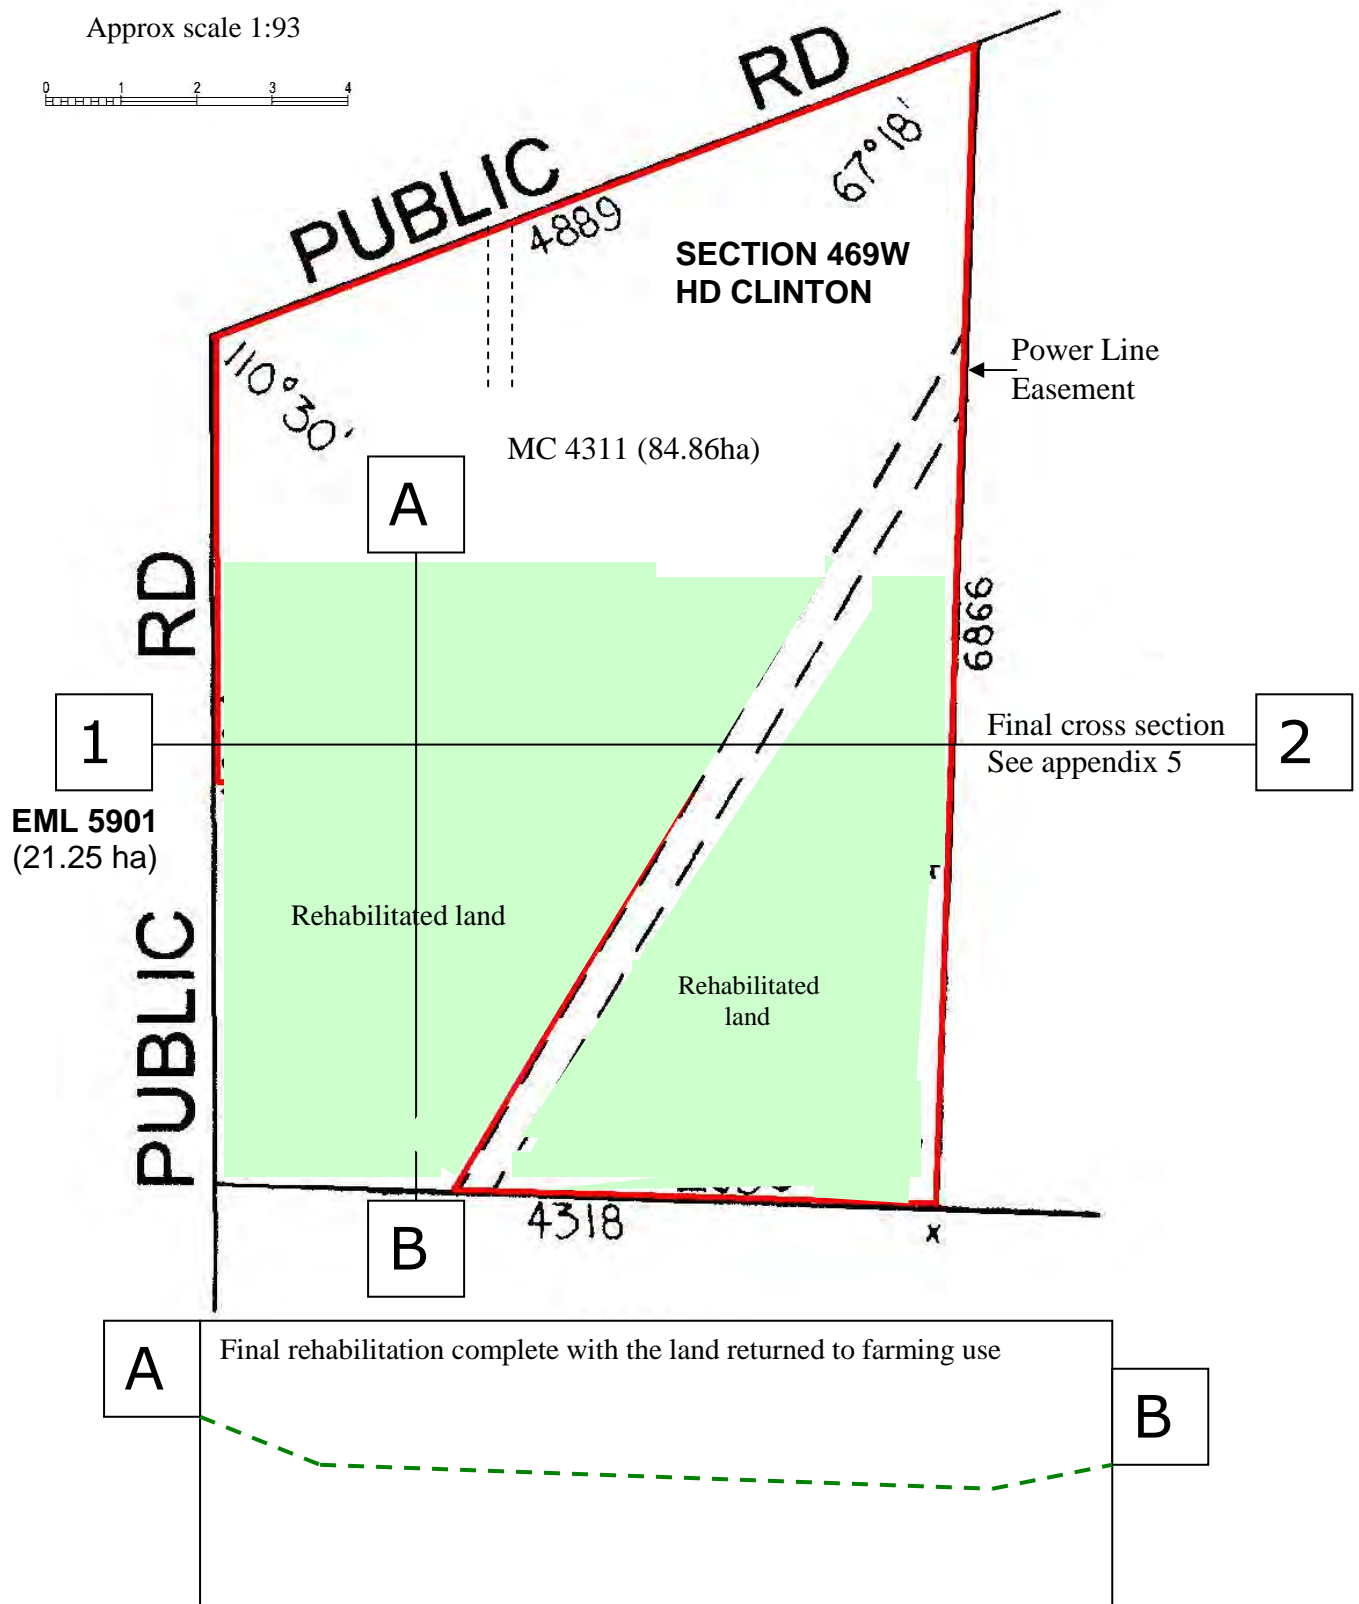 Approx scale 1:93
0 1 2 3 4
PUBLIC RD
4889
67°18'
SECTION 469W
HD CLINTON
110°30'
Power Line
Easement
MC 4311 (84.86ha)
A
RD
6866
1
Final cross section
See appendix 5
2
EML 5901
(21.25 ha)
Rehabilitated land
PUBLIC
Rehabilitated
land
4318
x
B
A
Final rehabilitation complete with the land returned to farming use
B